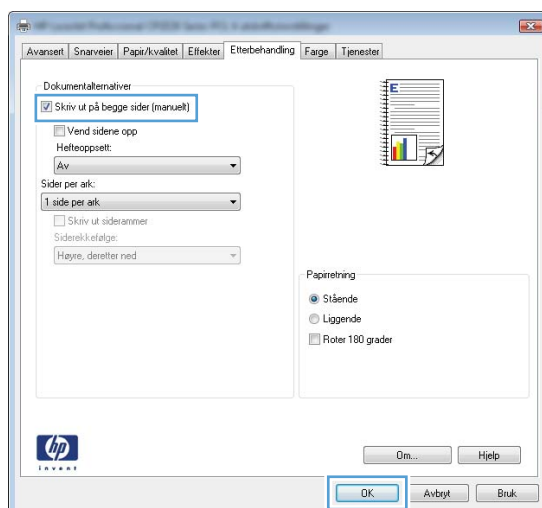 Avansert Snarveier Papir/kvalitet Effekter Etterbehandling Farge Tjenester
Dokumentalternativer
Skriv ut på begge sider (manuelt)
Vend sidene opp
Hefteoppsett:
Av
Sider per ark:
1 side per ark
Skriv ut siderammer
Siderekkefølge:
Høyre, deretter ned
E
Papirretning
Stående
Liggende
Roter 180 grader
hp
invent
Om... Hjelp
OK Avbryt Bruk